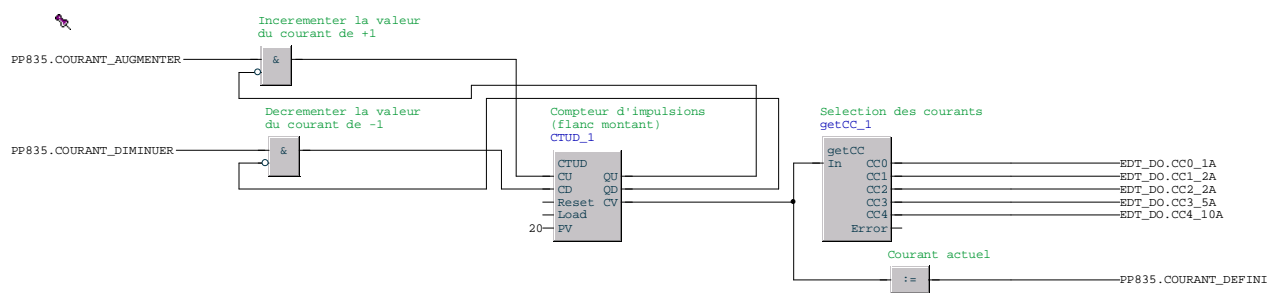 Incerementer la valeur
du courant de +1
PP835.COURANT_AUGMENTER
&
Decrementer la valeur
du courant de -1
PP835.COURANT_DIMINUER
&
Compteur d'impulsions
(flanc montant)
CTUD_1
CTUD
CU QU
CD QD
Reset CV
Load
20 PV
Selection des courants
getCC_1
getCC
In CC0 EDT_DO.CC0_1A
CC1 EDT_DO.CC1_2A
CC2 EDT_DO.CC2_2A
CC3 EDT_DO.CC3_5A
CC4 EDT_DO.CC4_10A
Error
Courant actuel
:= PP835.COURANT_DEFINI